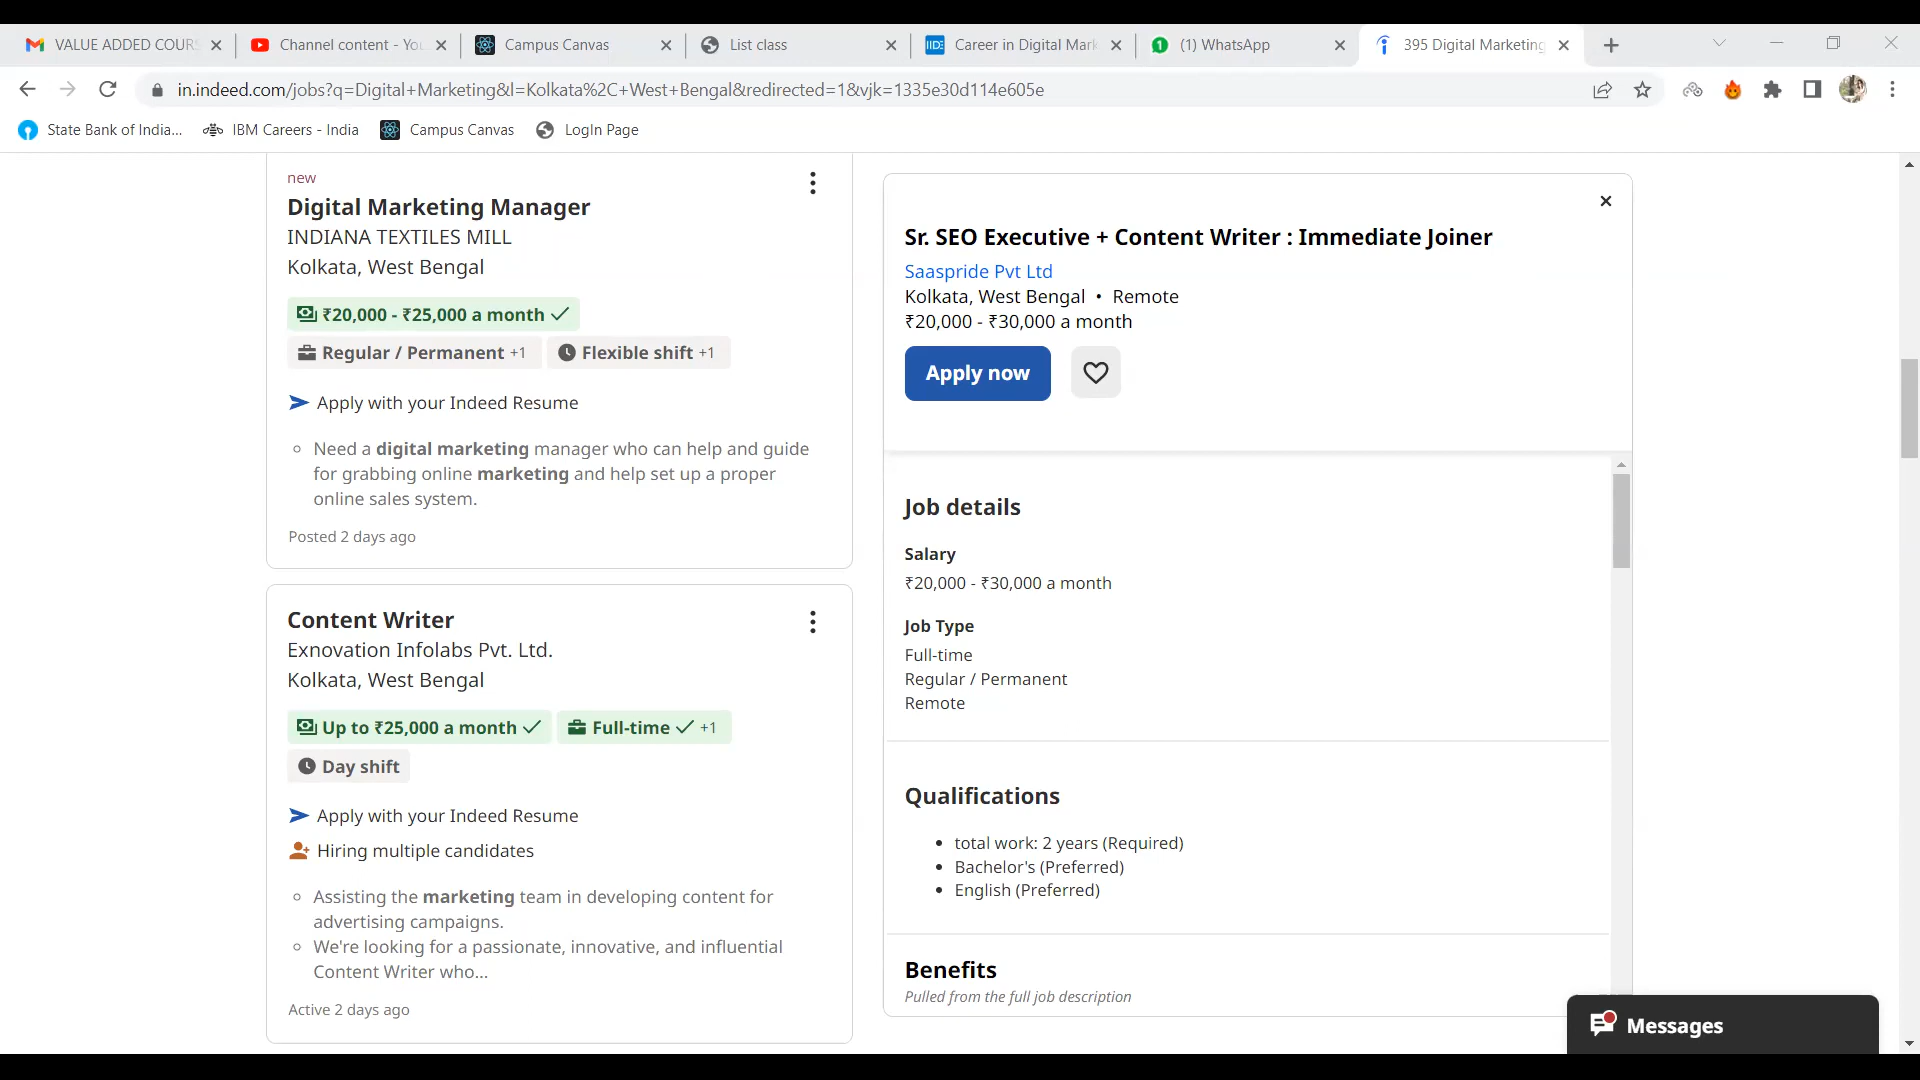 VALUE ADDED COUR
Channel content - You
Campus Canvas
List class
Career in Digital Mark
(1) WhatsApp
395 Digital Marketing
in.indeed.com/jobs?q=Digital+Marketing&l=Kolkata%2C+West+Bengal&redirected=1&vjk=1335e30d114e605e
State Bank of India...
IBM Careers - India
Campus Canvas
LogIn Page
new
Digital Marketing Manager
INDIANA TEXTILES MILL
Kolkata, West Bengal
₹20,000 - ₹25,000 a month
Regular / Permanent +1
Flexible shift +1
Apply with your Indeed Resume
Need a digital marketing manager who can help and guide
for grabbing online marketing and help set up a proper
online sales system.
Posted 2 days ago
Content Writer
Exnovation Infolabs Pvt. Ltd.
Kolkata, West Bengal
Up to ₹25,000 a month
Full-time +1
Day shift
Apply with your Indeed Resume
Hiring multiple candidates
Assisting the marketing team in developing content for
advertising campaigns.
We're looking for a passionate, innovative, and influential
Content Writer who...
Active 2 days ago
Sr. SEO Executive + Content Writer : Immediate Joiner
Saaspride Pvt Ltd
Kolkata, West Bengal • Remote
₹20,000 - ₹30,000 a month
Apply now
Job details
Salary
₹20,000 - ₹30,000 a month
Job Type
Full-time
Regular / Permanent
Remote
Qualifications
total work: 2 years (Required)
Bachelor's (Preferred)
English (Preferred)
Benefits
Pulled from the full job description
Messages